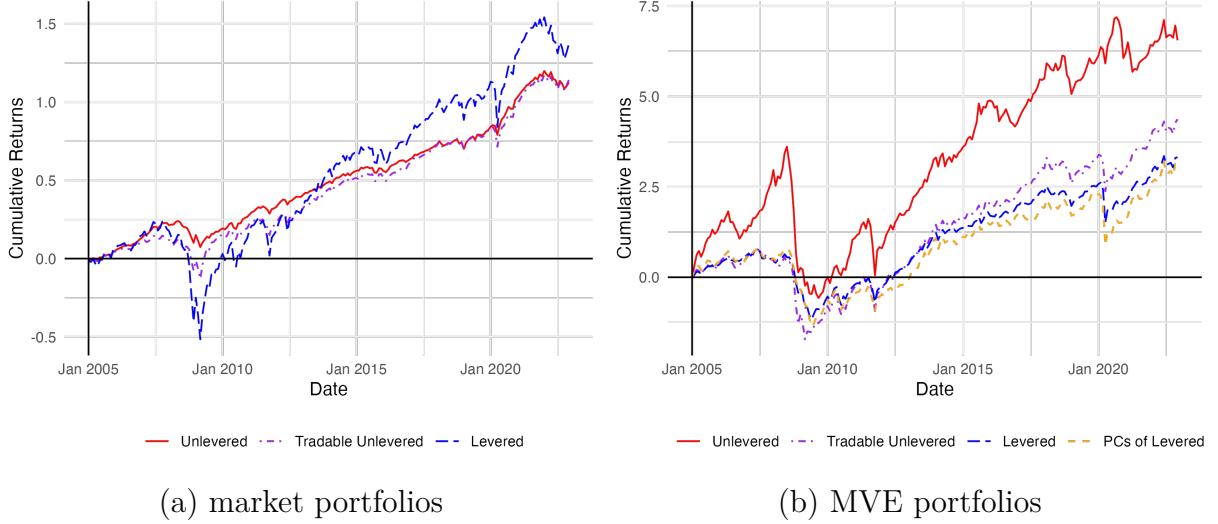 1.5
1.0
0.5
0.0
-0.5
Cumulative Returns
Jan 2005 Jan 2010 Jan 2015 Jan 2020
Date
Unlevered Tradable Unlevered Levered
(a) market portfolios
7.5
5.0
2.5
0.0
Cumulative Returns
Jan 2005 Jan 2010 Jan 2015 Jan 2020
Date
Unlevered Tradable Unlevered Levered PCs of Levered
(b) MVE portfolios